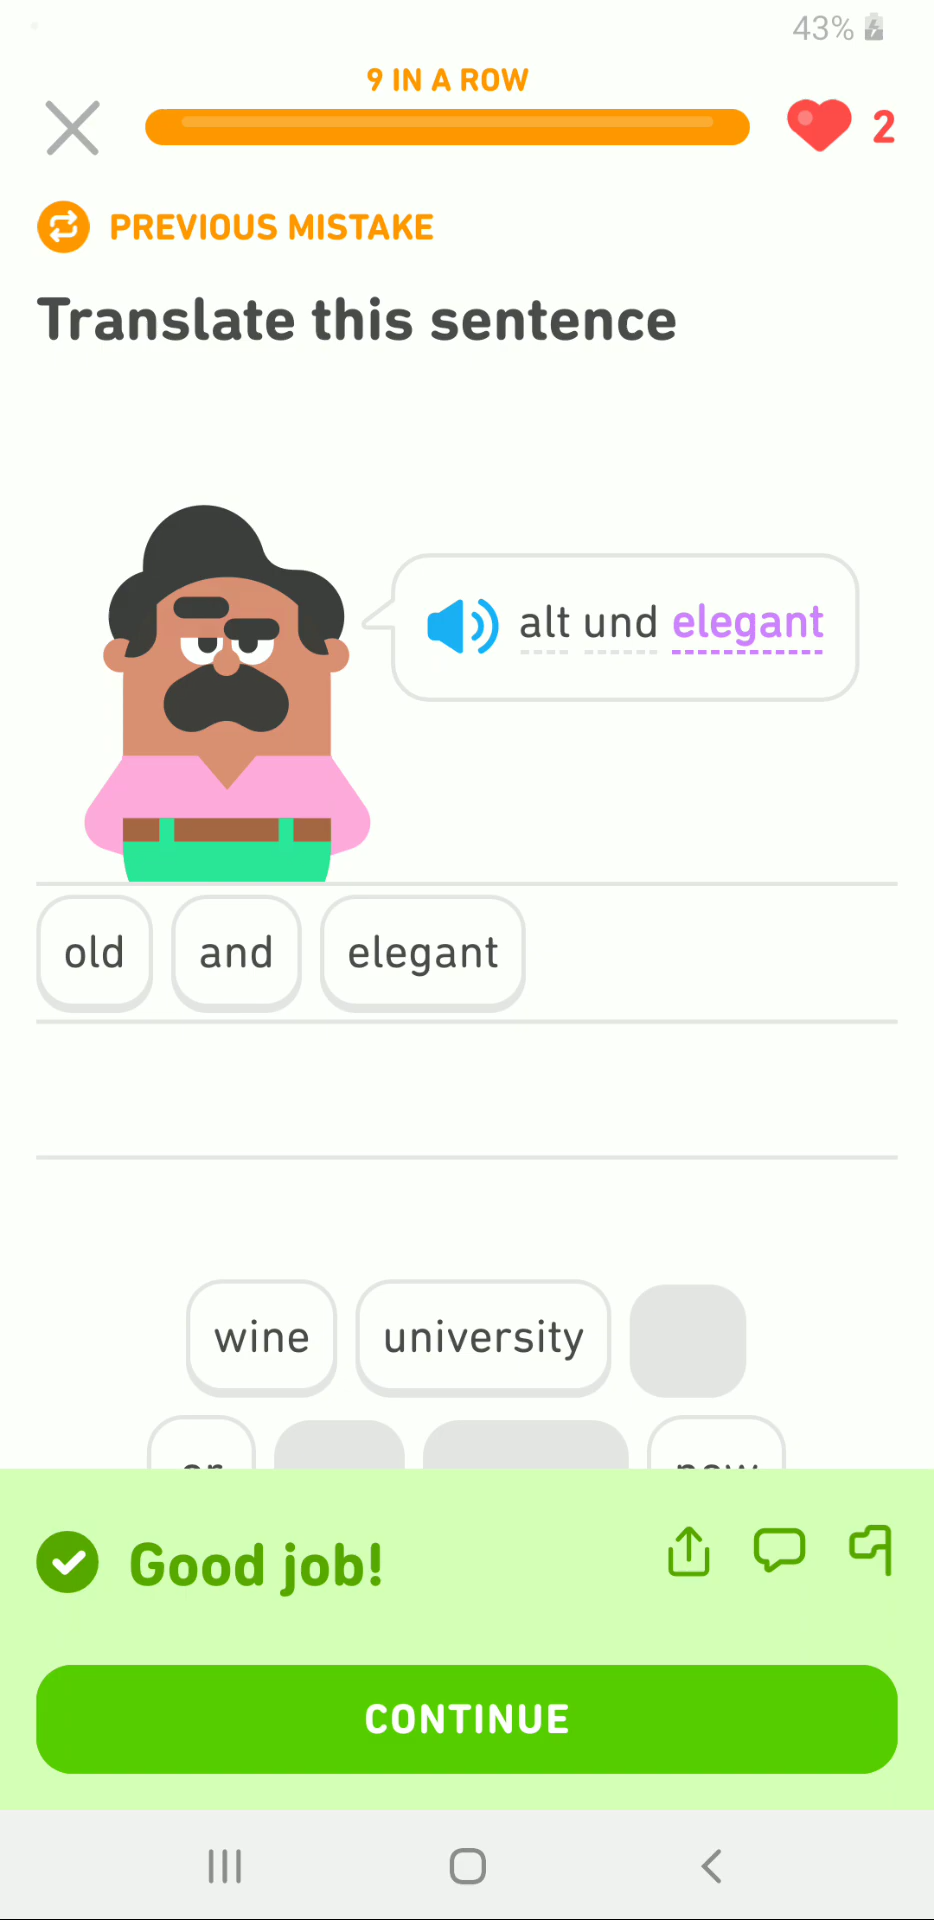 43%
9 IN A ROW
2
PREVIOUS MISTAKE
Translate this sentence
alt und elegant
old and elegant
wine university
Good job!
CONTINUE